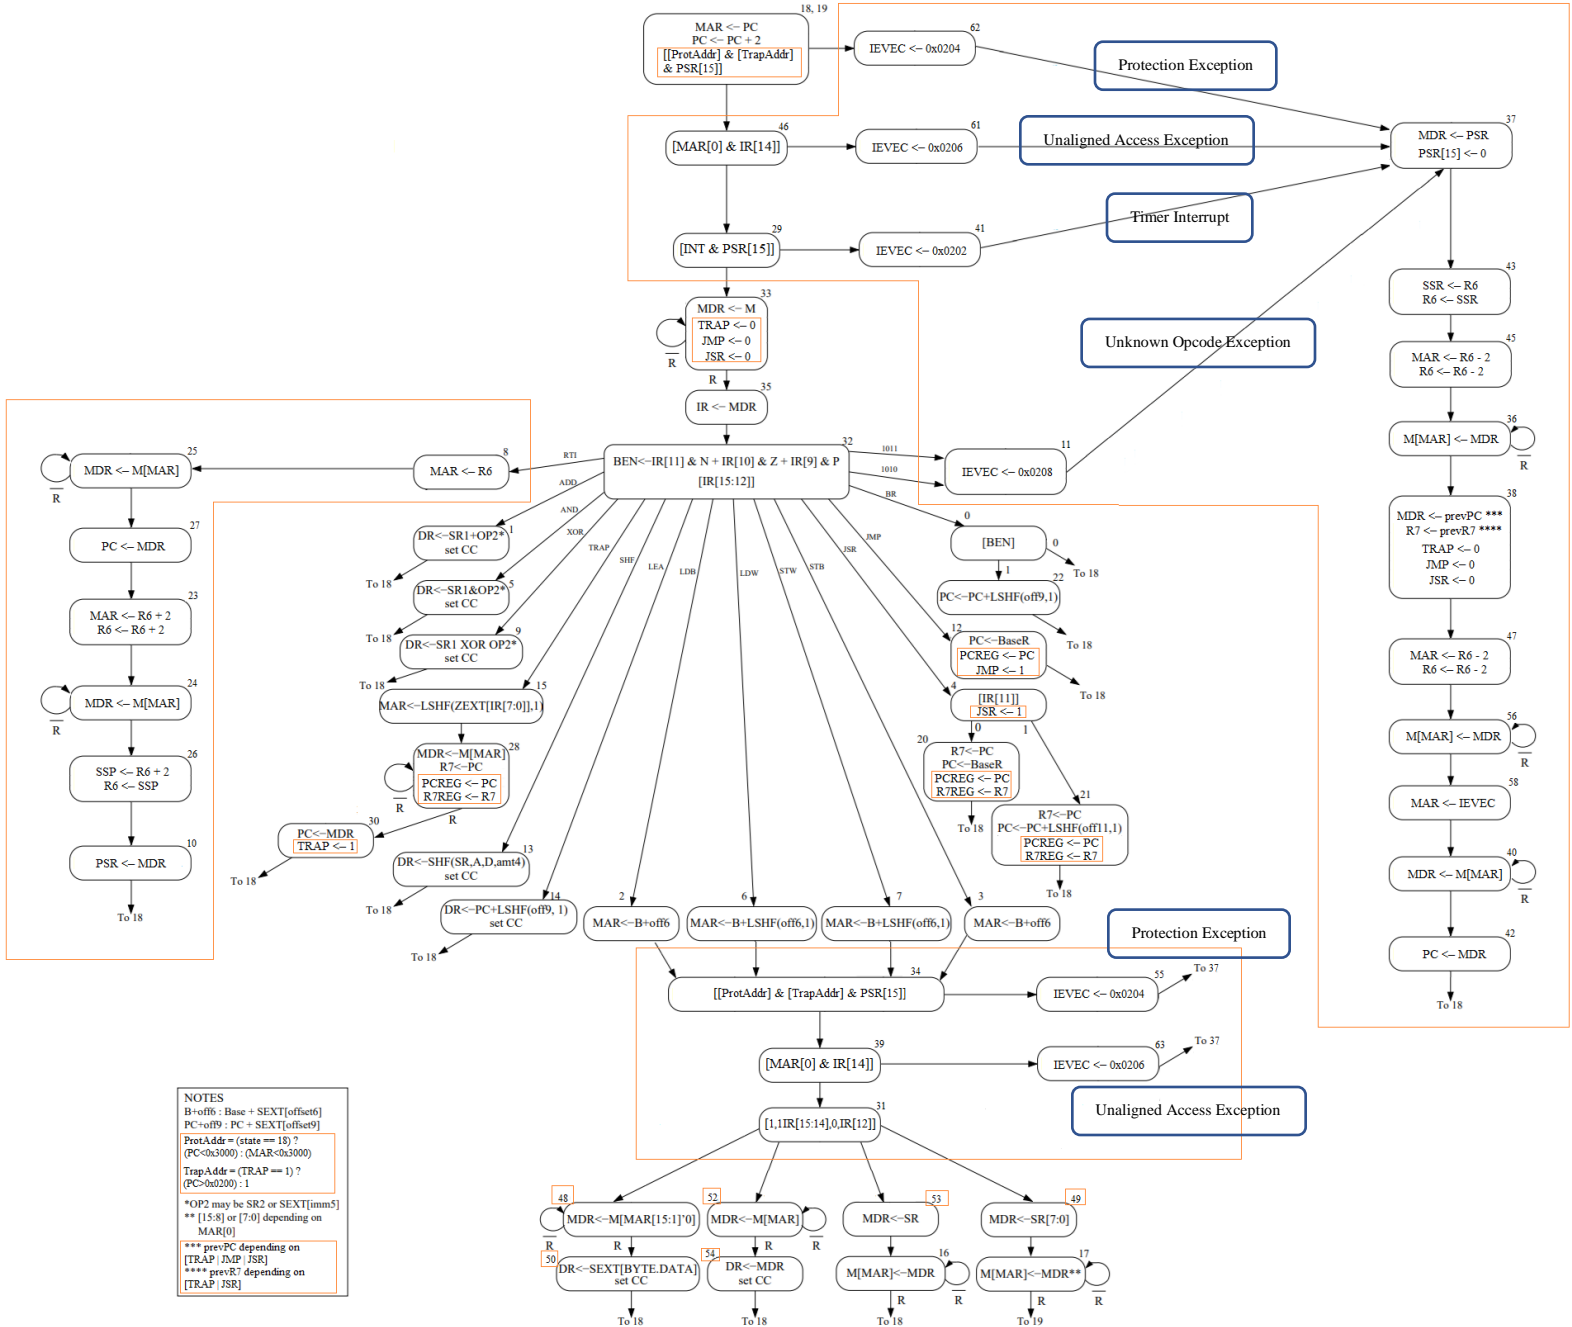 18, 19
MAR <– PC
PC <– PC + 2
[[ProtAddr] & [TrapAddr]
& PSR[15]]
62
IEVEC <– 0x0204
Protection Exception
46
[MAR[0] & IR[14]]
61
IEVEC <– 0x0206
Unaligned Access Exception
37
MDR <– PSR
PSR[15] <– 0
29
[INT & PSR[15]]
41
IEVEC <– 0x0202
Timer Interrupt
33
MDR <– M
TRAP <– 0
JMP <– 0
JSR <– 0
R
R
35
IR <– MDR
Unknown Opcode Exception
43
SSR <– R6
R6 <– SSR
45
MAR <– R6 - 2
R6 <– R6 - 2
36
M[MAR] <– MDR
R
38
MDR <– prevPC ***
R7 <– prevR7 ****
TRAP <– 0
JMP <– 0
JSR <– 0
47
MAR <– R6 - 2
R6 <– R6 - 2
56
M[MAR] <– MDR
R
58
MAR <– IEVEC
40
MDR <– M[MAR]
R
42
PC <– MDR
To 18
32
BEN<–IR[11] & N + IR[10] & Z + IR[9] & P
[IR[15:12]]
1011
1010
11
IEVEC <– 0x0208
RTI
ADD
AND
XOR
TRAP
SHF
LEA
LDB
LDW
STW
STB
JSR
JMP
BR
8
MAR <– R6
25
MDR <– M[MAR]
R
27
PC <– MDR
23
MAR <– R6 + 2
R6 <– R6 + 2
24
MDR <– M[MAR]
R
26
SSP <– R6 + 2
R6 <– SSP
10
PSR <– MDR
To 18
1
DR<–SR1+OP2*
set CC
To 18
5
DR<–SR1&OP2*
set CC
To 18
9
DR<–SR1 XOR OP2*
set CC
To 18
15
MAR<–LSHF(ZEXT[IR[7:0]],1)
28
MDR<–M[MAR]
R7<–PC
PCREG <– PC
R7REG <– R7
R
R
30
PC<–MDR
TRAP <– 1
To 18
13
DR<–SHF(SR,A,D,amt4)
set CC
To 18
14
DR<–PC+LSHF(off9, 1)
set CC
To 18
0
[BEN]
0
To 18
1
22
PC<–PC+LSHF(off9,1)
To 18
12
PC<–BaseR
PCREG <– PC
JMP <– 1
To 18
4
[IR[11]]
JSR <– 1
0
1
20
R7<–PC
PC<–BaseR
PCREG <– PC
R7REG <– R7
To 18
21
R7<–PC
PC<–PC+LSHF(off11,1)
PCREG <– PC
R7REG <– R7
To 18
2
MAR<–B+off6
6
MAR<–B+LSHF(off6,1)
7
MAR<–B+LSHF(off6,1)
3
MAR<–B+off6
Protection Exception
34
[[ProtAddr] & [TrapAddr] & PSR[15]]
55
IEVEC <– 0x0204
To 37
39
[MAR[0] & IR[14]]
63
IEVEC <– 0x0206
To 37
Unaligned Access Exception
31
[1,1IR[15:14],0,IR[12]]
48
MDR<–M[MAR[15:1]'0]
R
R
50
DR<–SEXT[BYTE.DATA]
set CC
To 18
52
MDR<–M[MAR]
R
R
54
DR<–MDR
set CC
To 18
53
MDR<–SR
16
M[MAR]<–MDR
R
R
To 18
49
MDR<–SR[7:0]
17
M[MAR]<–MDR**
R
R
To 19
NOTES
B+off6 : Base + SEXT[offset6]
PC+off9 : PC + SEXT[offset9]
ProtAddr = (state == 18) ?
(PC<0x3000) : (MAR<0x3000)
TrapAddr = (TRAP == 1) ?
(PC>0x0200) : 1
*OP2 may be SR2 or SEXT[imm5]
** [15:8] or [7:0] depending on
MAR[0]
*** prevPC depending on
[TRAP | JMP | JSR]
**** prevR7 depending on
[TRAP | JSR]